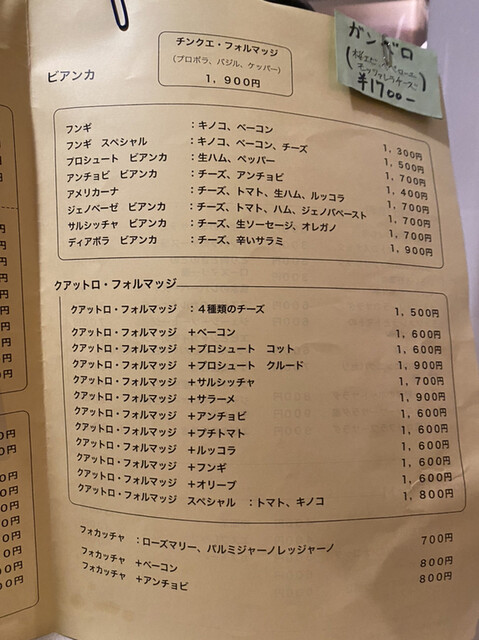 チンクエ・フォルマッジ
(プロボラ、バジル、ケッパー)
1,900円
ガンベロ
モッツァレラチーズ)
¥1700-
ビアンカ
フンギ :キノコ、ベーコン 1,300円
フンギ スペシャル :キノコ、ベーコン、チーズ 1,500円
プロシュート ビアンカ :生ハム、ペッパー 1,700円
アンチョビ ビアンカ :チーズ、アンチョビ 1,400円
アメリカーナ :チーズ、トマト、生ハム、ルッコラ 1,700円
ジェノベーゼ ビアンカ :チーズ、トマト、ハム、ジェノバペースト 1,700円
サルシッチャ ビアンカ :チーズ、生ソーセージ、オレガノ 1,700円
ディアボラ ビアンカ :チーズ、辛いサラミ 1,900円
クアットロ・フォルマッジ
クアットロ・フォルマッジ :4種類のチーズ 1,500円
クアットロ・フォルマッジ +ベーコン 1,600円
クアットロ・フォルマッジ +プロシュート コット 1,600円
クアットロ・フォルマッジ +プロシュート クルード 1,900円
クアットロ・フォルマッジ +サルシッチャ 1,700円
クアットロ・フォルマッジ +サラーメ 1,900円
クアットロ・フォルマッジ +アンチョビ 1,600円
クアットロ・フォルマッジ +プチトマト 1,600円
クアットロ・フォルマッジ +ルッコラ 1,600円
クアットロ・フォルマッジ +フンギ 1,600円
クアットロ・フォルマッジ +オリーブ 1,600円
クアットロ・フォルマッジ スペシャル :トマト、キノコ 1,800円
フォカッチャ :ローズマリー、パルミジャーノレッジャーノ 700円
フォカッチャ +ベーコン 800円
フォカッチャ +アンチョビ 800円